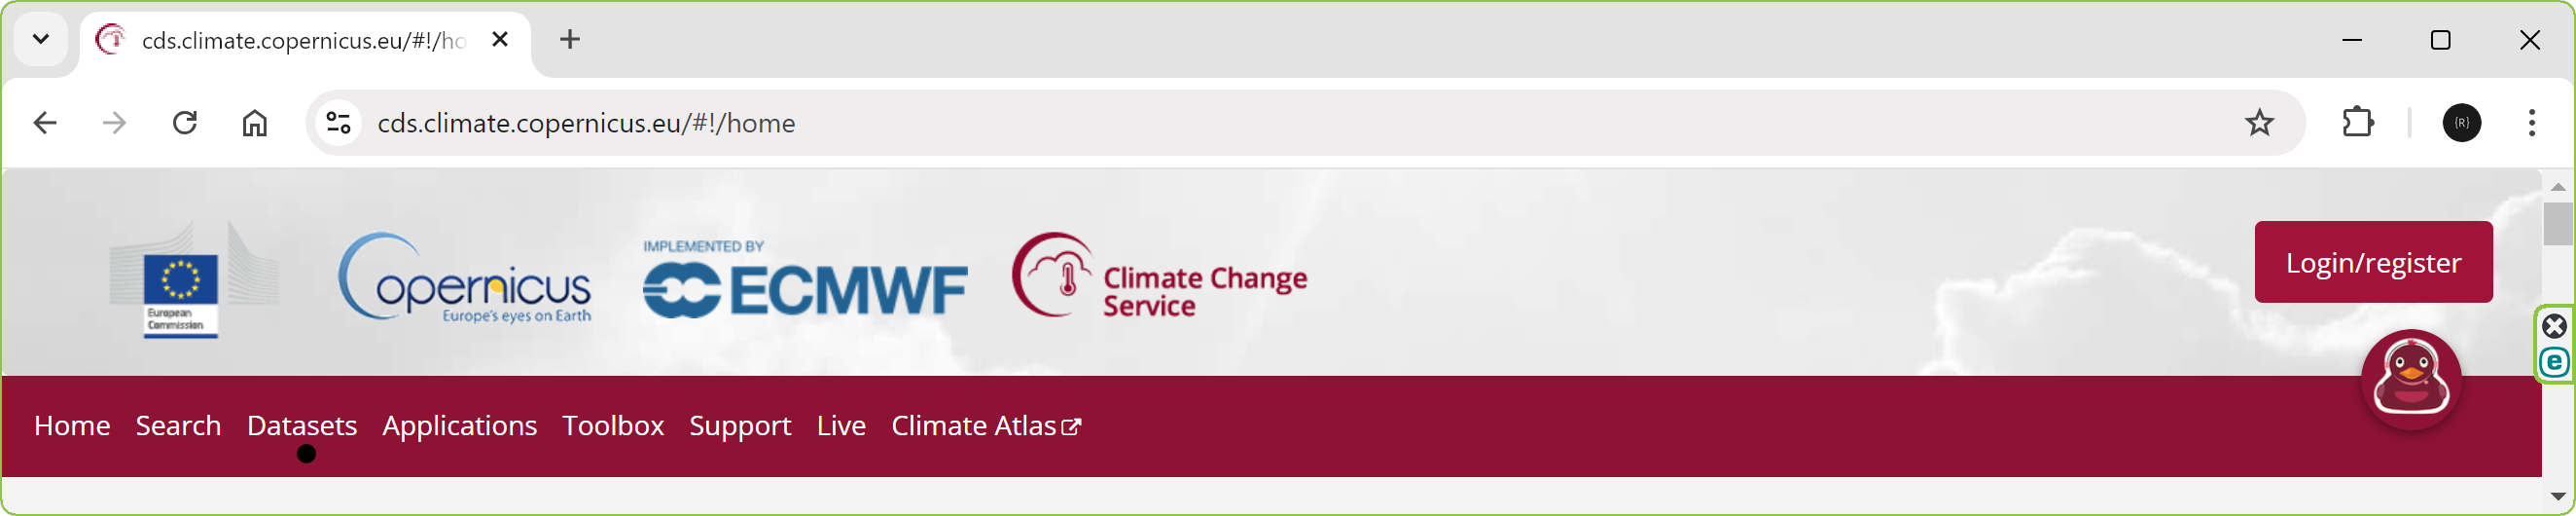 cds.climate.copernicus.eu/#!/ho
cds.climate.copernicus.eu/#!/home
{R}
European
Commission
opernicus
Europe's eyes on Earth
IMPLEMENTED BY
ECMWF
Climate Change
Service
Login/register
e
Home Search Datasets Applications Toolbox Support Live Climate Atlas